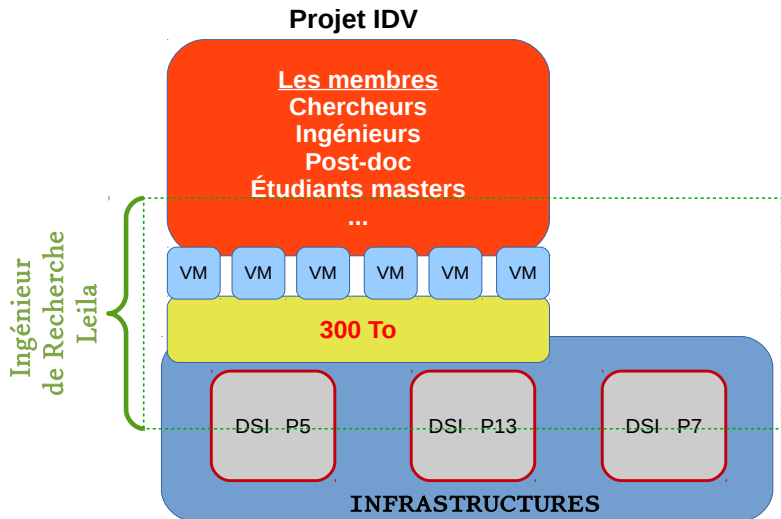 Projet IDV
Les membres
Chercheurs
Ingénieurs
Post-doc
Étudiants masters
...
Ingénieur
de Recherche
Leila
VM VM VM VM VM VM
300 To
DSI P5 DSI P13 DSI P7
INFRASTRUCTURES